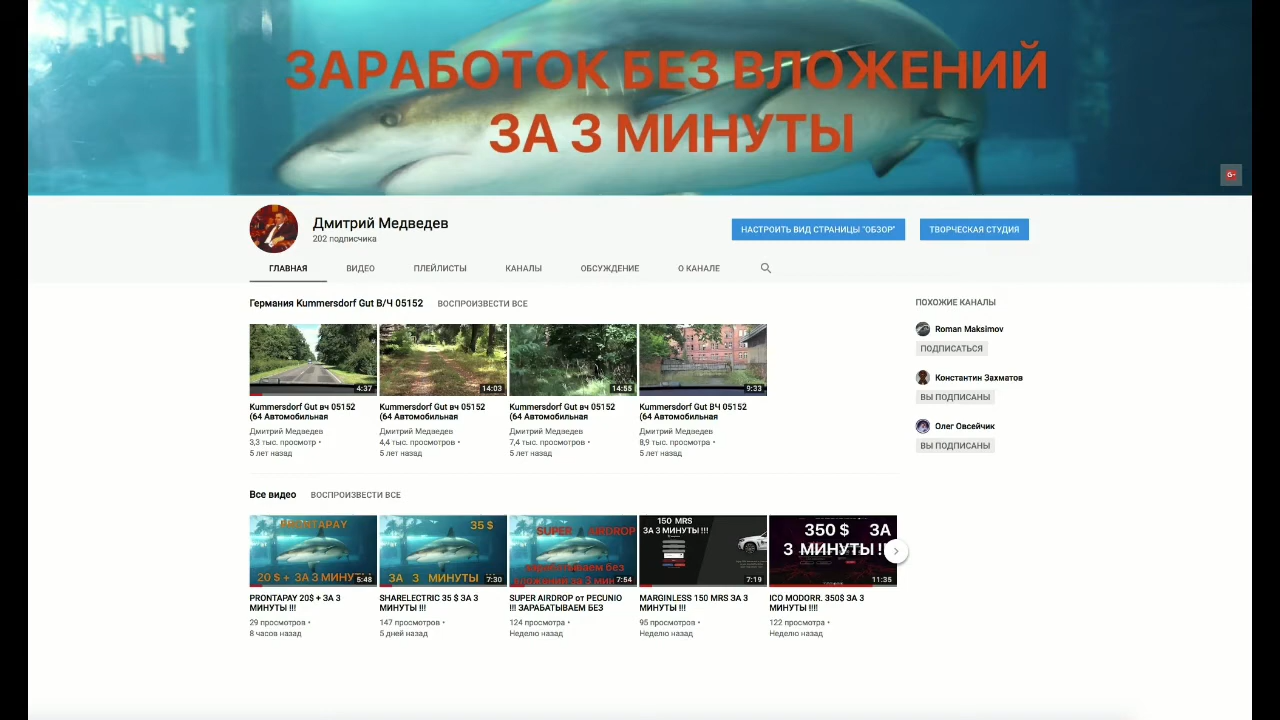 ЗАРАБОТОК БЕЗ ВЛОЖЕНИЙ
ЗА 3 МИНУТЫ
G+
Дмитрий Медведев
202 подписчика
НАСТРОИТЬ ВИД СТРАНИЦЫ "ОБЗОР"
ТВОРЧЕСКАЯ СТУДИЯ
ГЛАВНАЯ ВИДЕО ПЛЕЙЛИСТЫ КАНАЛЫ ОБСУЖДЕНИЕ О КАНАЛЕ
Германия Kummersdorf Gut В/Ч 05152 ВОСПРОИЗВЕСТИ ВСЕ
4:37
Kummersdorf Gut вч 05152
(64 Автомобильная
Дмитрий Медведев
3,3 тыс. просмотр •
5 лет назад
14:03
Kummersdorf Gut вч 05152
(64 Автомобильная
Дмитрий Медведев
4,4 тыс. просмотров •
5 лет назад
14:55
Kummersdorf Gut вч 05152
(64 Автомобильная
Дмитрий Медведев
7,4 тыс. просмотров •
5 лет назад
9:33
Kummersdorf Gut ВЧ 05152
(64 Автомобильная
Дмитрий Медведев
8,9 тыс. просмотра •
5 лет назад
ПОХОЖИЕ КАНАЛЫ
Roman Maksimov
ПОДПИСАТЬСЯ
Константин Захматов
ВЫ ПОДПИСАНЫ
Олег Овсейчик
ВЫ ПОДПИСАНЫ
Все видео ВОСПРОИЗВЕСТИ ВСЕ
PRONTAPAY
20 $ + ЗА 3 МИНУТЫ
5:48
PRONTAPAY 20$ + ЗА 3
МИНУТЫ !!!
29 просмотров •
8 часов назад
35 $
ЗА 3 МИНУТЫ
7:30
SHARELECTRIC 35 $ ЗА 3
МИНУТЫ !!!
147 просмотров •
5 дней назад
SUPER AIRDROP
зарабатываем без
вложений за 3 мин
7:54
SUPER AIRDROP от PECUNIO
!!! ЗАРАБАТЫВАЕМ БЕЗ
124 просмотра •
Неделю назад
150 MRS
ЗА 3 МИНУТЫ !!!
7:19
MARGINLESS 150 MRS ЗА 3
МИНУТЫ !!!
95 просмотров •
Неделю назад
350 $ ЗА
3 МИНУТЫ !!
11:35
ICO MODORR. 350$ ЗА 3
МИНУТЫ !!!!
122 просмотра •
Неделю назад